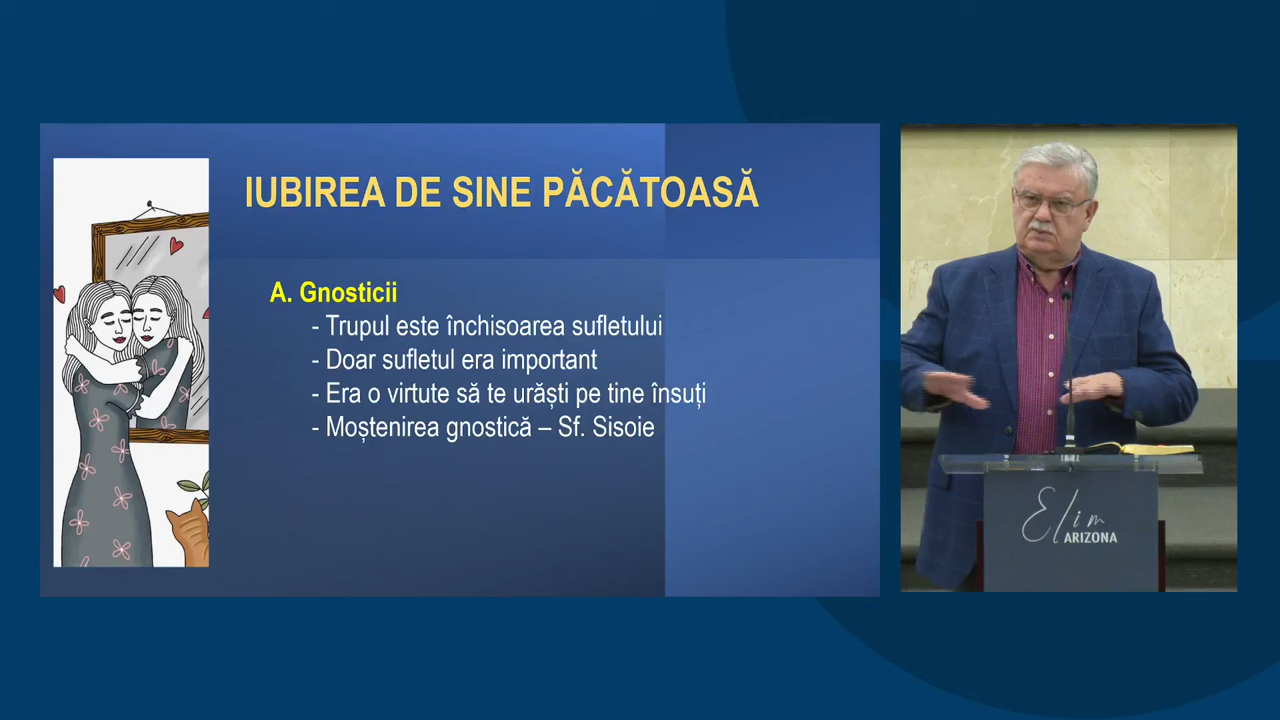 IUBIREA DE SINE PĂCĂTOASĂ
A. Gnosticii
- Trupul este închisoarea sufletului
- Doar sufletul era important
- Era o virtute să te urăști pe tine însuți
- Moștenirea gnostică – Sf. Sisoie
Elim
ARIZONA